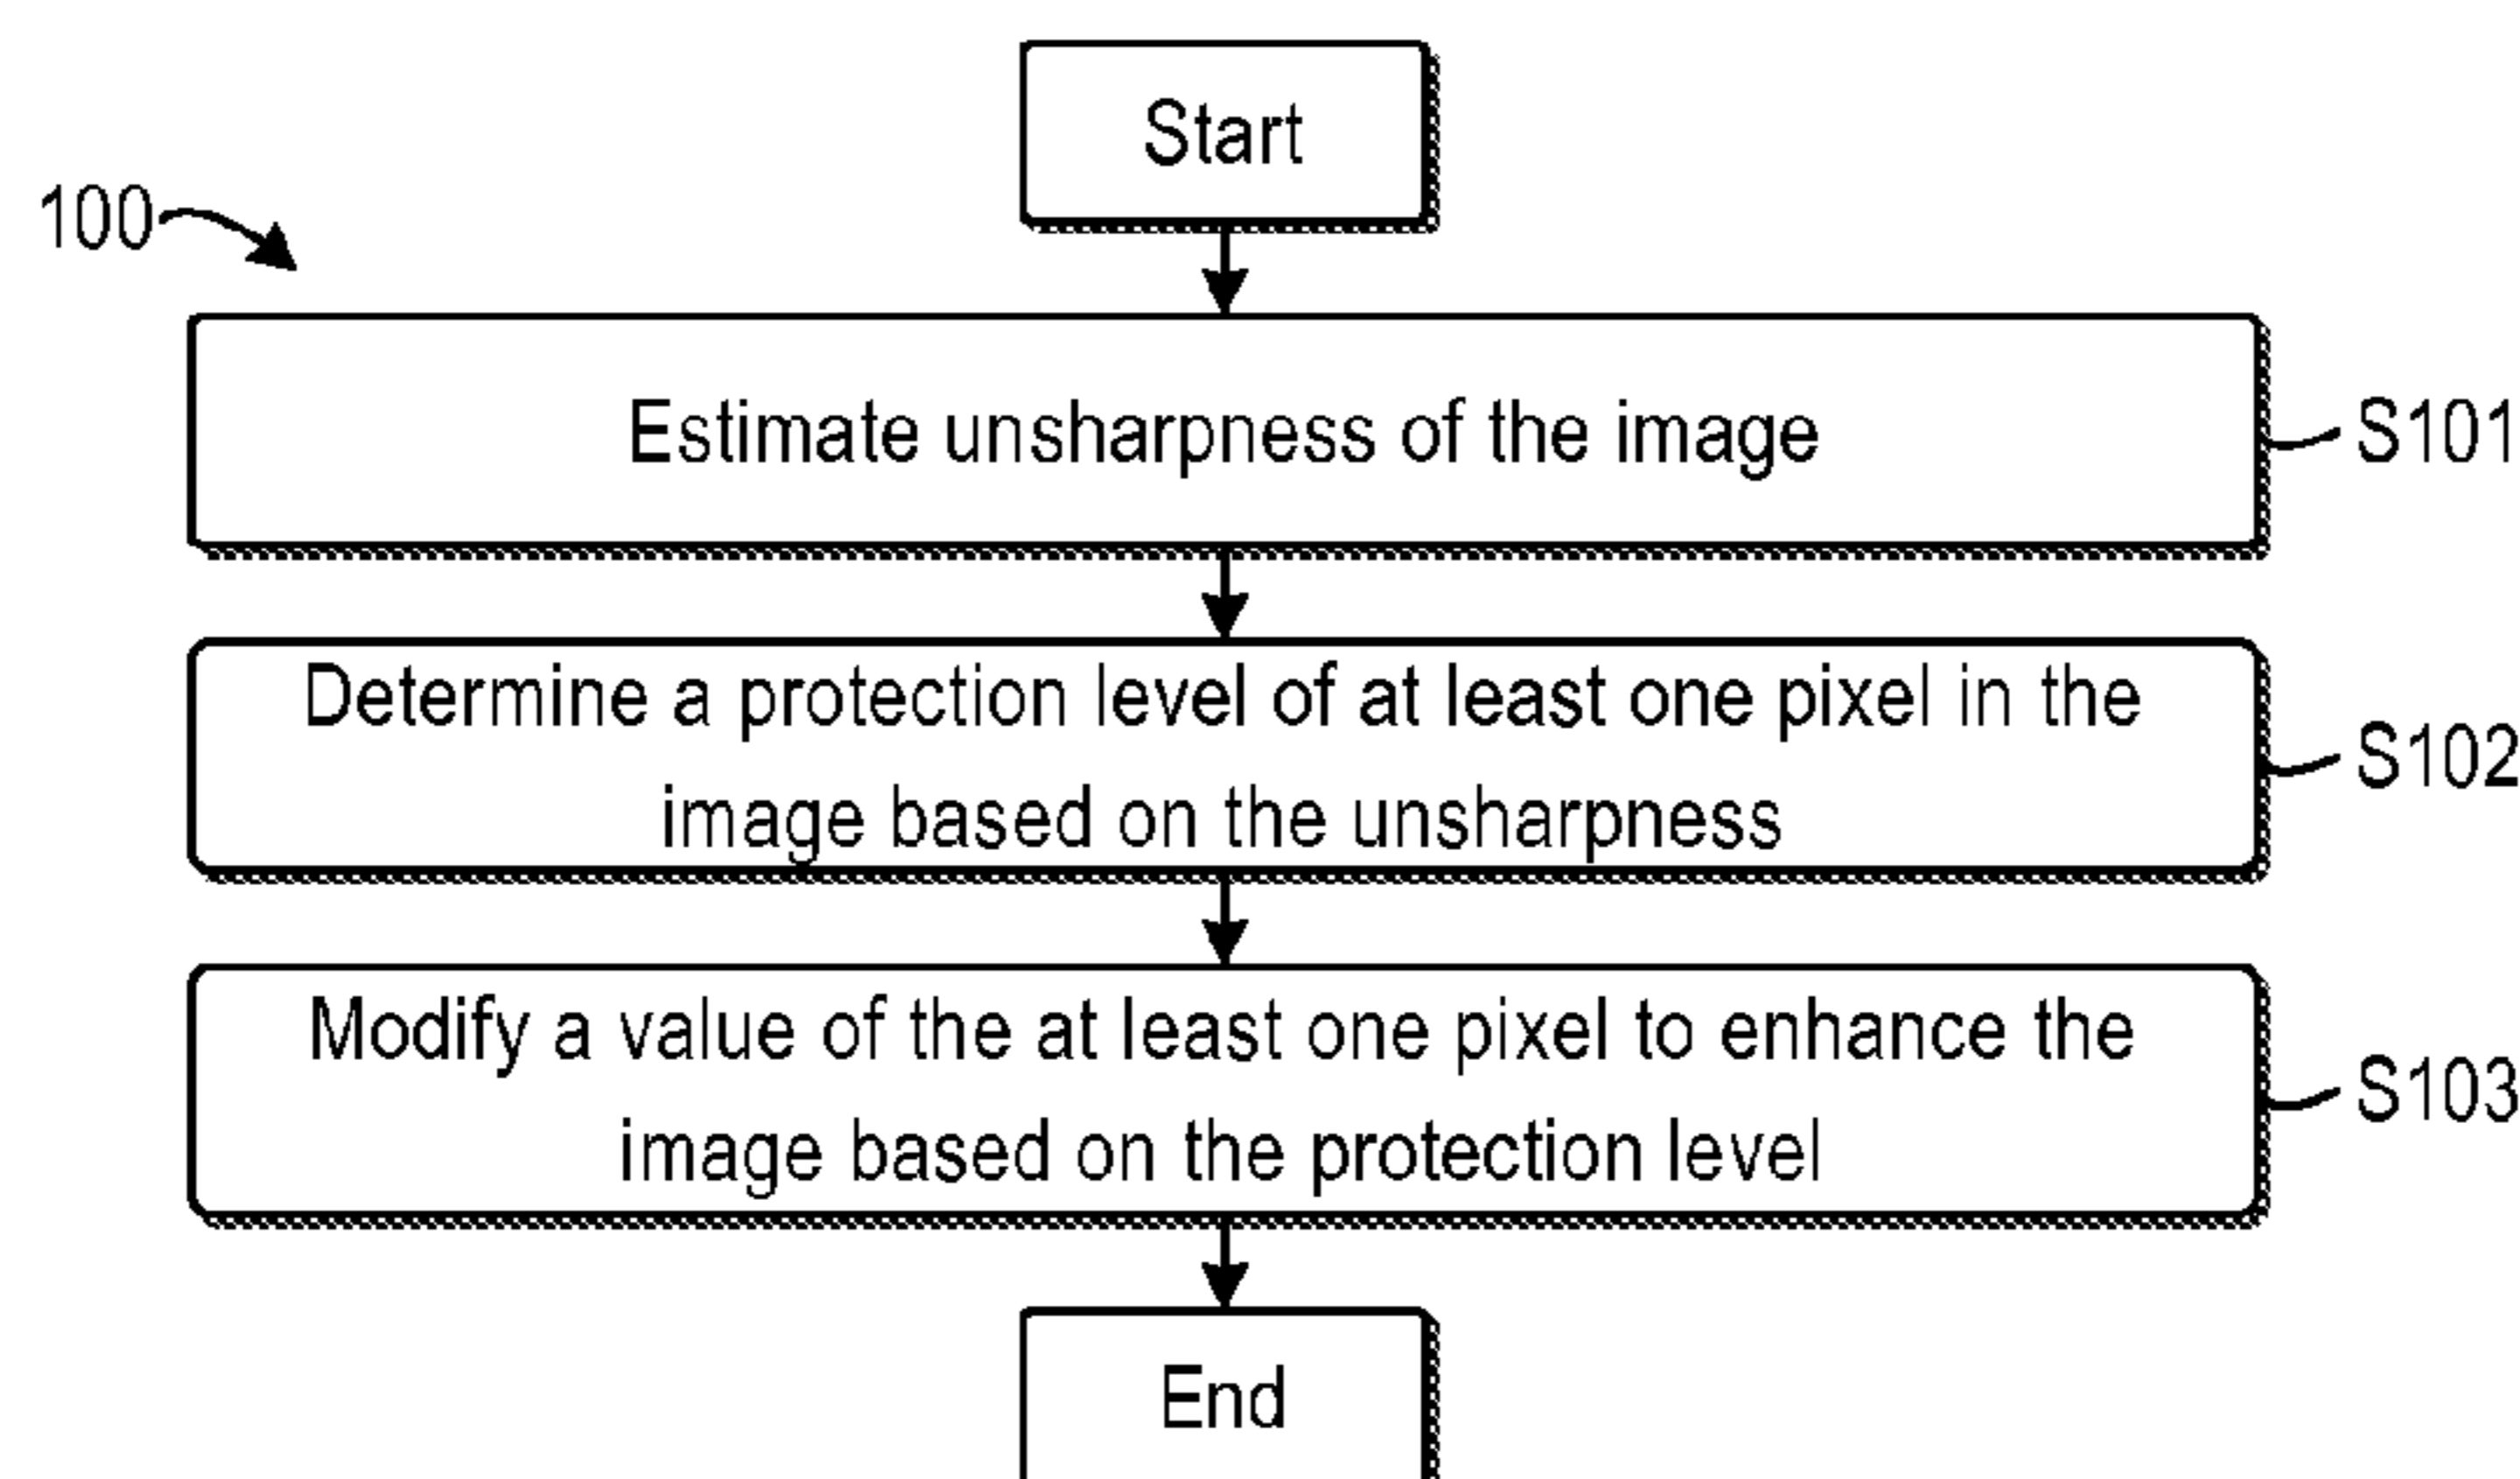 Start
100
Estimate unsharpness of the image
S101
Determine a protection level of at least one pixel in the
image based on the unsharpness
S102
Modify a value of the at least one pixel to enhance the
image based on the protection level
S103
End